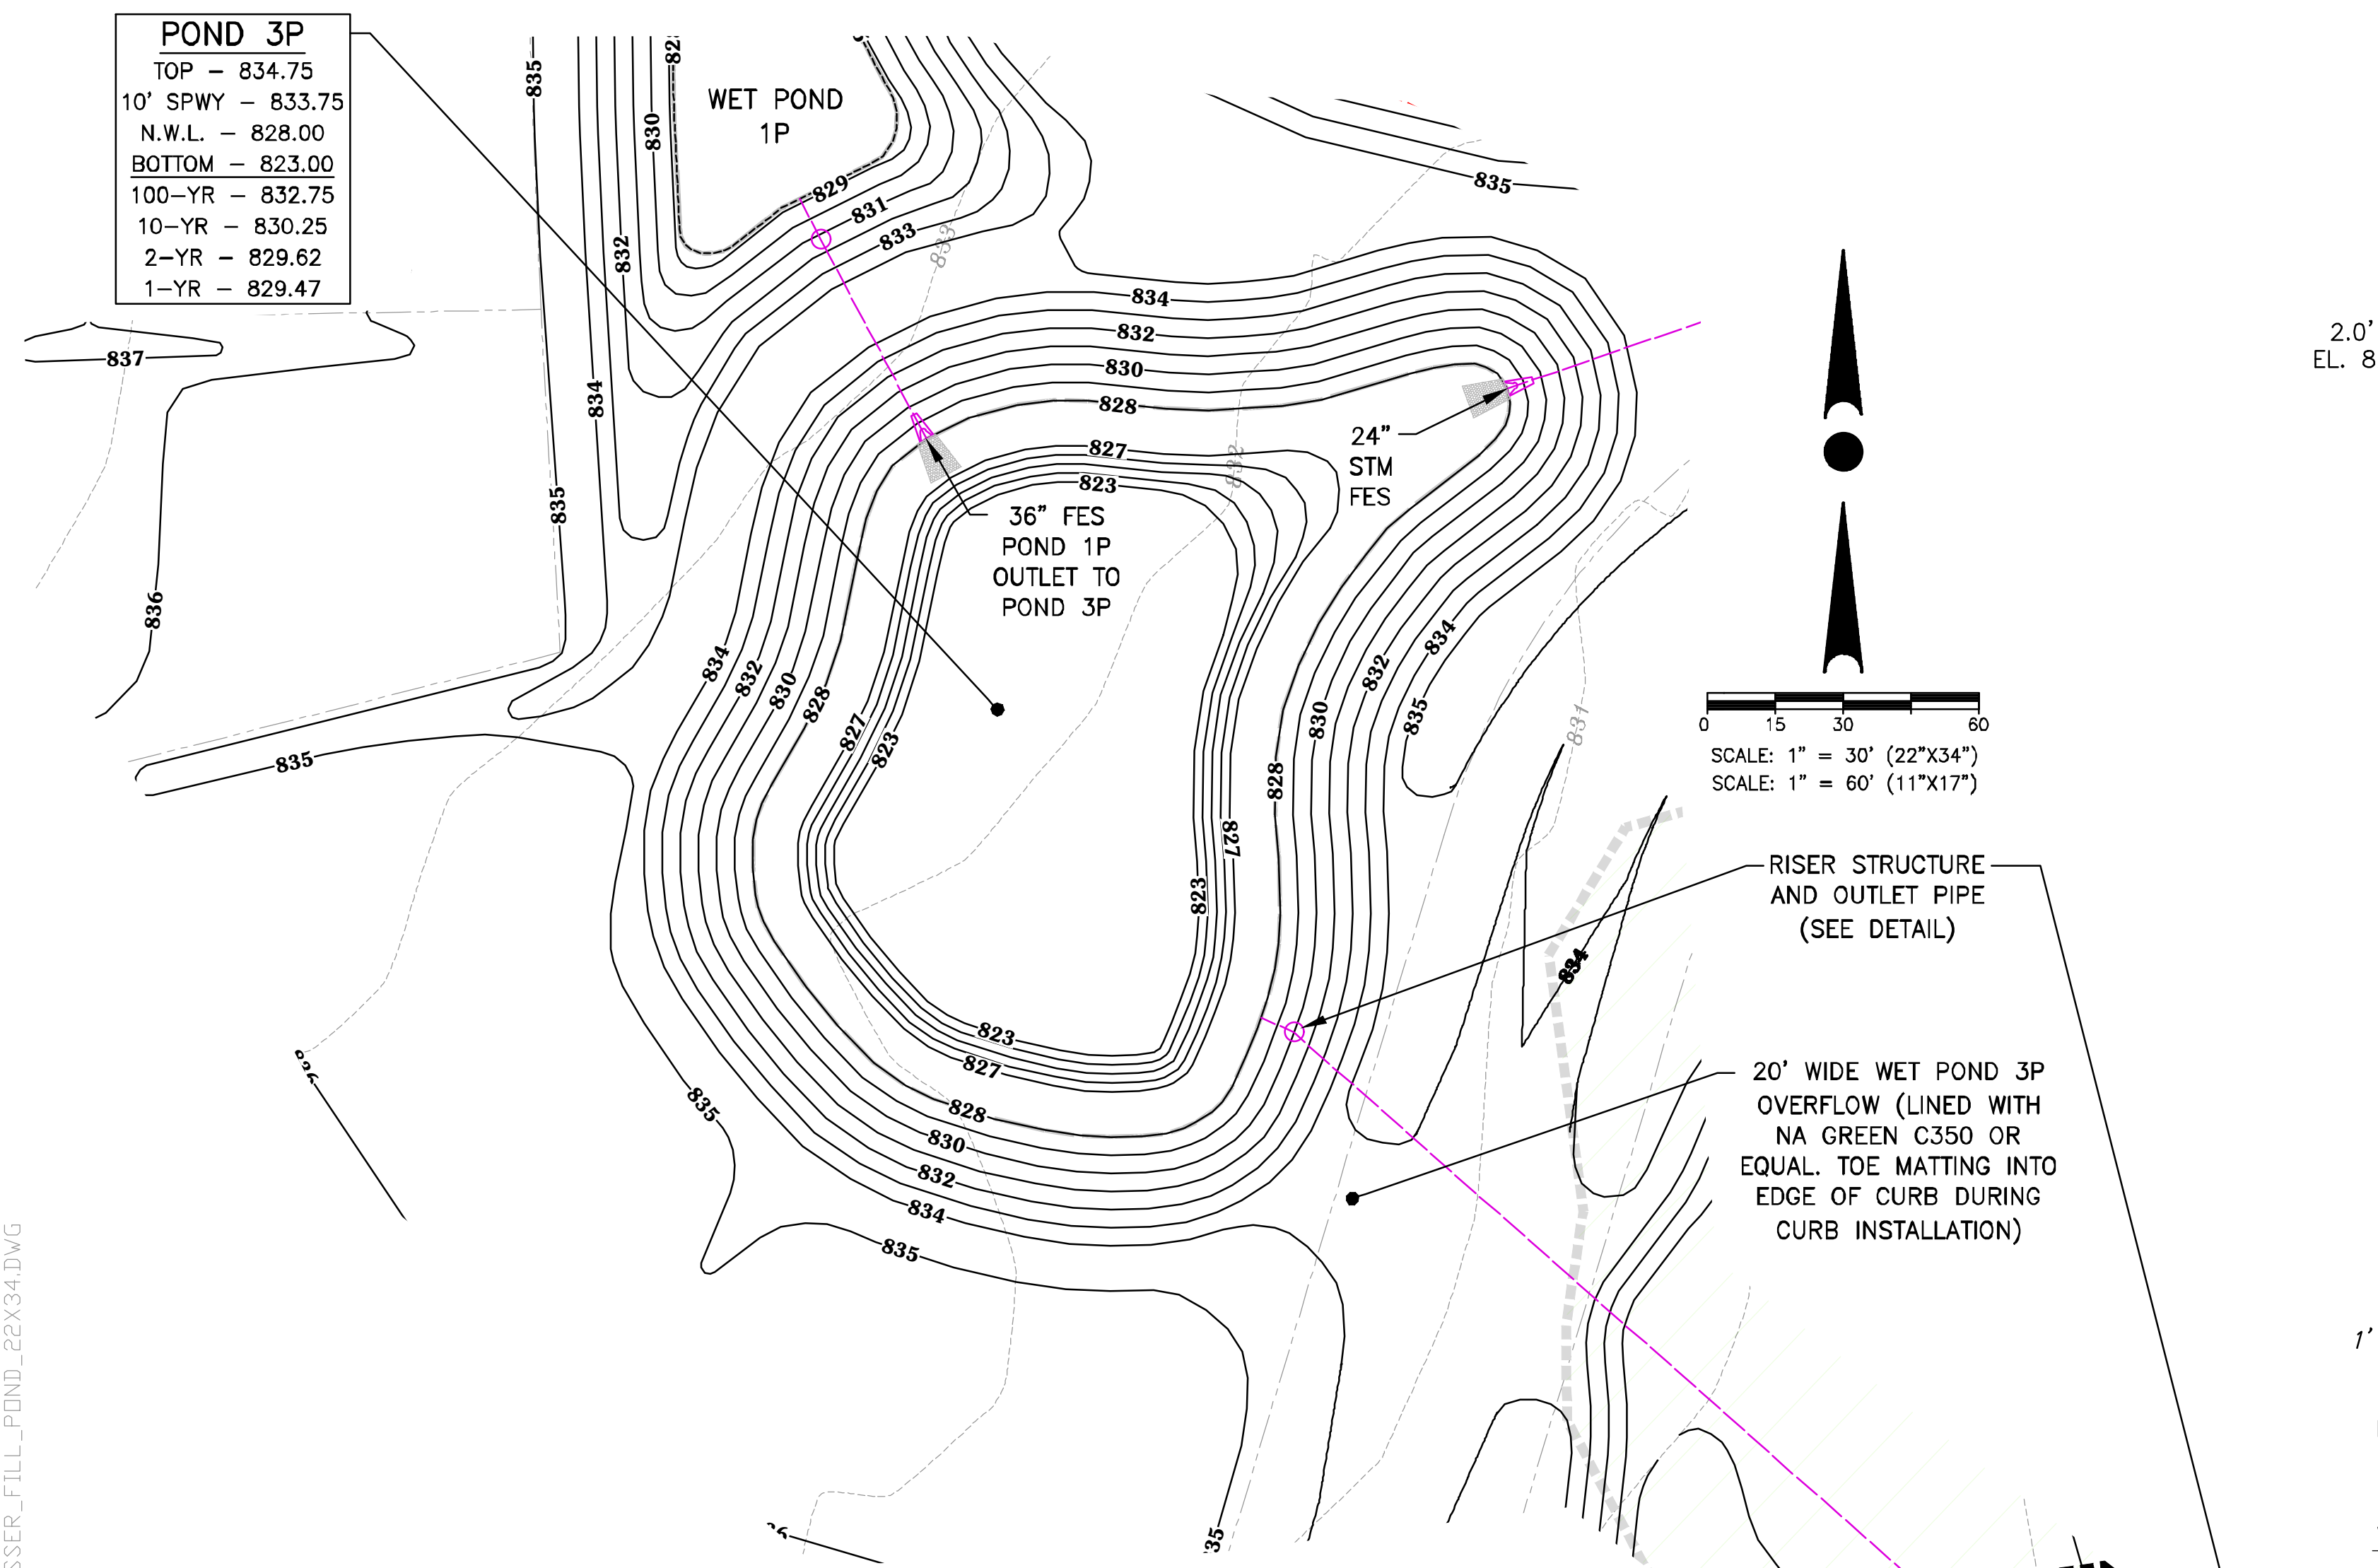 POND 3P
TOP - 834.75
10' SPWY - 833.75
N.W.L. - 828.00
BOTTOM - 823.00
100-YR - 832.75
10-YR - 830.25
2-YR - 829.62
1-YR - 829.47
WET POND
1P
835
830
829
831
833
833
832
834
835
837
836
835
835
834
832
830
828
827
823
832
24"
STM
FES
36" FES
POND 1P
OUTLET TO
POND 3P
2.0'
EL. 8
834
832
830
828
827
823
834
832
830
835
828
827
823
831
0 15 30 60
SCALE: 1" = 30' (22"X34")
SCALE: 1" = 60' (11"X17")
RISER STRUCTURE
AND OUTLET PIPE
(SEE DETAIL)
834
823
827
828
830
832
834
835
835
20' WIDE WET POND 3P
OVERFLOW (LINED WITH
NA GREEN C350 OR
EQUAL. TOE MATTING INTO
EDGE OF CURB DURING
CURB INSTALLATION)
1'
SSER_FILL_POND_22X34.DWG